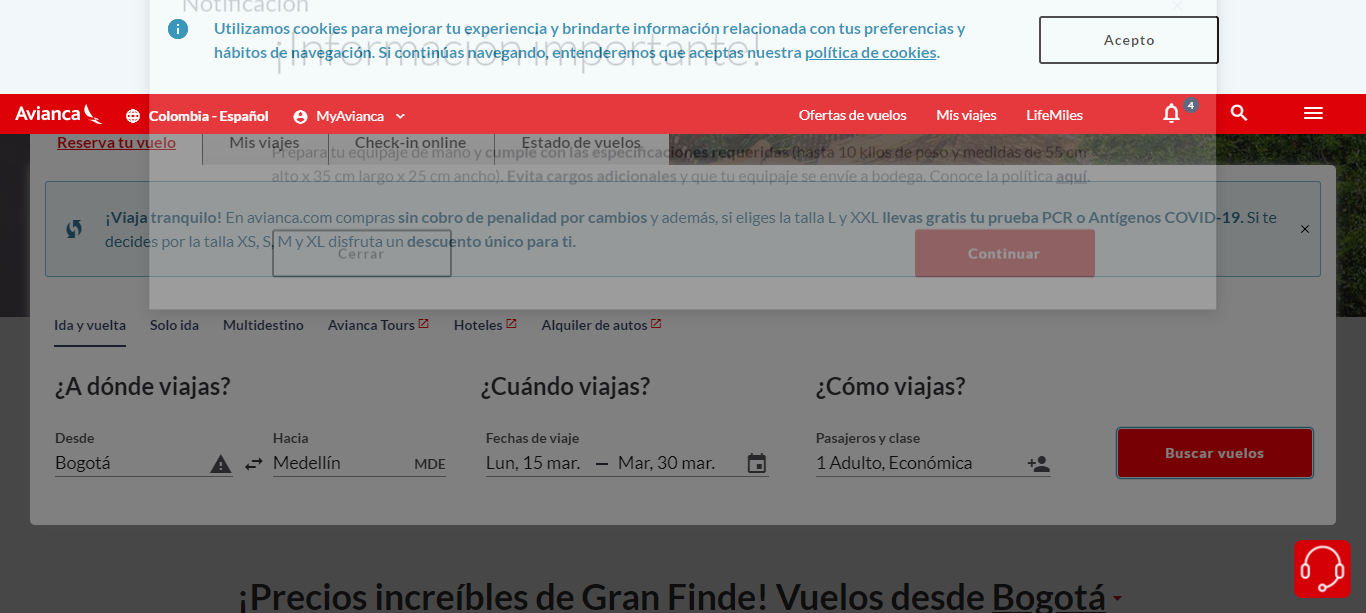 Notificación
Utilizamos cookies para mejorar tu experiencia y brindarte información relacionada con tus preferencias y
hábitos de navegación. Si continúas navegando, entenderemos que aceptas nuestra política de cookies.
Acepto
¡Información importante!
Avianca
Colombia - Español
MyAvianca
Ofertas de vuelos
Mis viajes
LifeMiles
4
Reserva tu vuelo
Mis viajes
Check-in online
Estado de vuelos
Prepara tu equipaje de mano y cumple con las especificaciones requeridas (hasta 10 kilos de peso y medidas de 55 cm
alto x 35 cm largo x 25 cm ancho). Evita cargos adicionales y que tu equipaje se envíe a bodega. Conoce la política aquí.
¡Viaja tranquilo! En avianca.com compras sin cobro de penalidad por cambios y además, si eliges la talla L y XXL llevas gratis tu prueba PCR o Antígenos COVID-19. Si te
decides por la talla XS, S, M y XL disfruta un descuento único para ti.
Cerrar
Continuar
Ida y vuelta
Solo ida
Multidestino
Avianca Tours
Hoteles
Alquiler de autos
¿A dónde viajas?
¿Cuándo viajas?
¿Cómo viajas?
Desde
Hacia
Fechas de viaje
Pasajeros y clase
Bogotá
Medellín
MDE
Lun, 15 mar. — Mar, 30 mar.
1 Adulto, Económica
Buscar vuelos
¡Precios increíbles de Gran Finde! Vuelos desde Bogotá